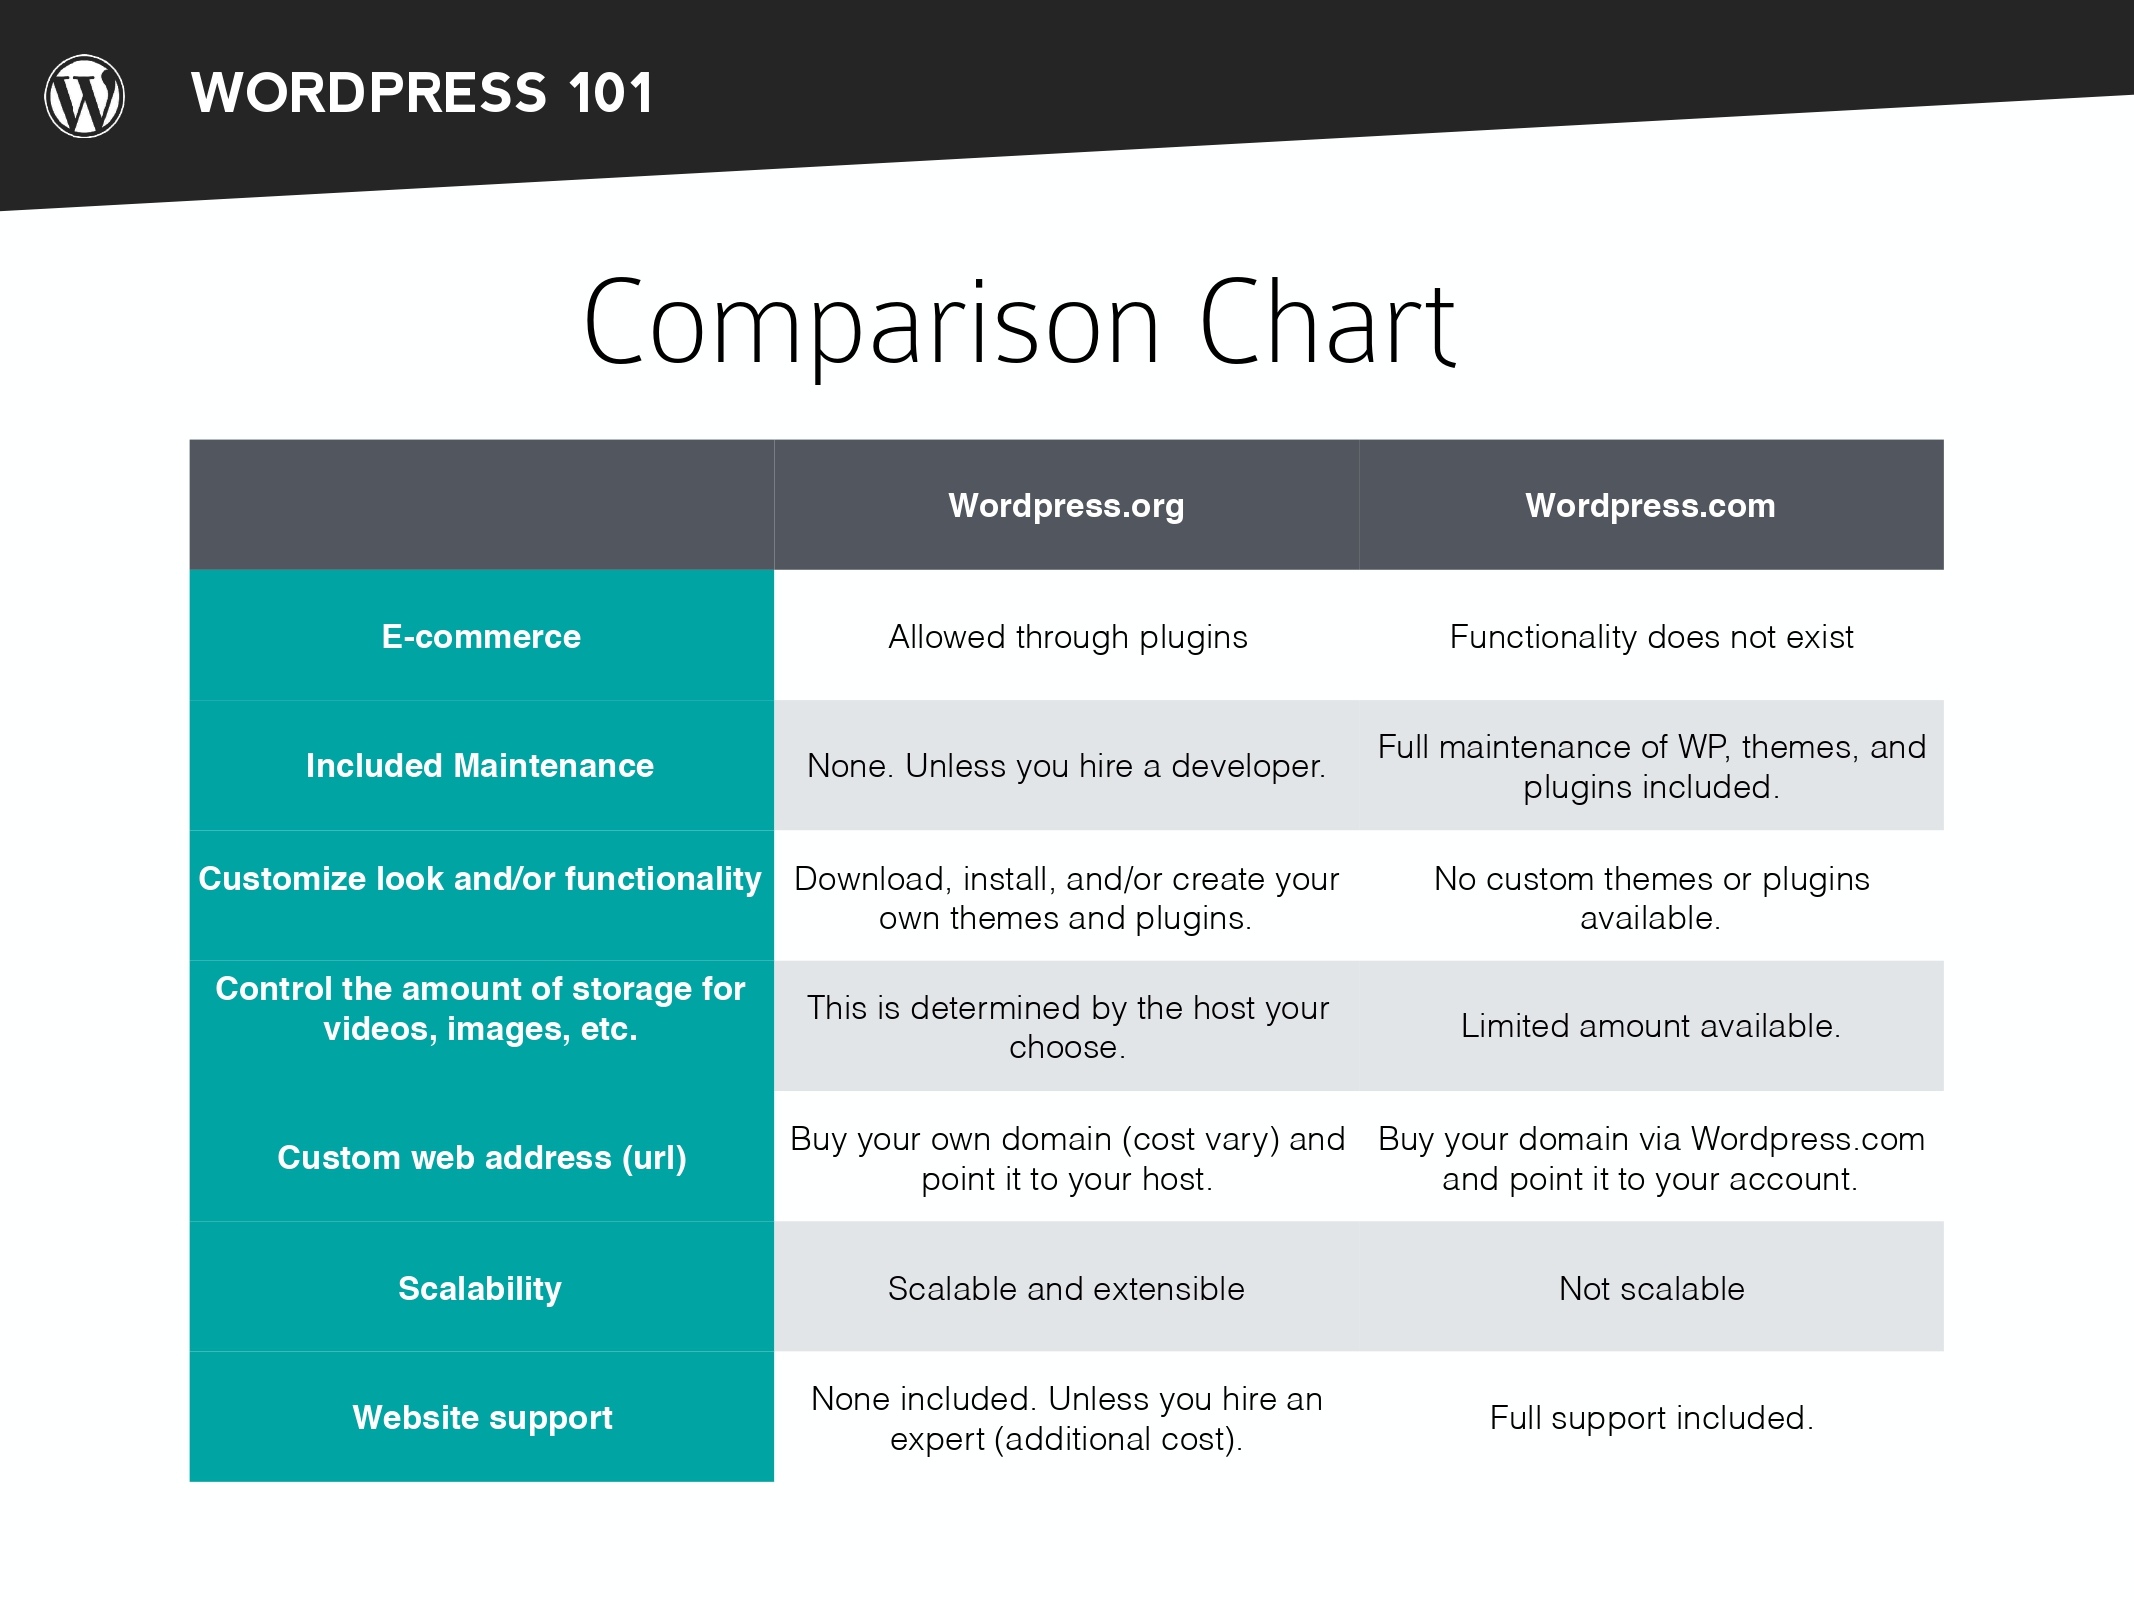 WORDPRESS 101
Comparison Chart
Wordpress.org
Wordpress.com
E-commerce
Allowed through plugins
Functionality does not exist
Included Maintenance
None. Unless you hire a developer.
Full maintenance of WP, themes, and
plugins included.
Customize look and/or functionality
Download, install, and/or create your
own themes and plugins.
No custom themes or plugins
available.
Control the amount of storage for
videos, images, etc.
This is determined by the host your
choose.
Limited amount available.
Custom web address (url)
Buy your own domain (cost vary) and
point it to your host.
Buy your domain via Wordpress.com
and point it to your account.
Scalability
Scalable and extensible
Not scalable
Website support
None included. Unless you hire an
expert (additional cost).
Full support included.